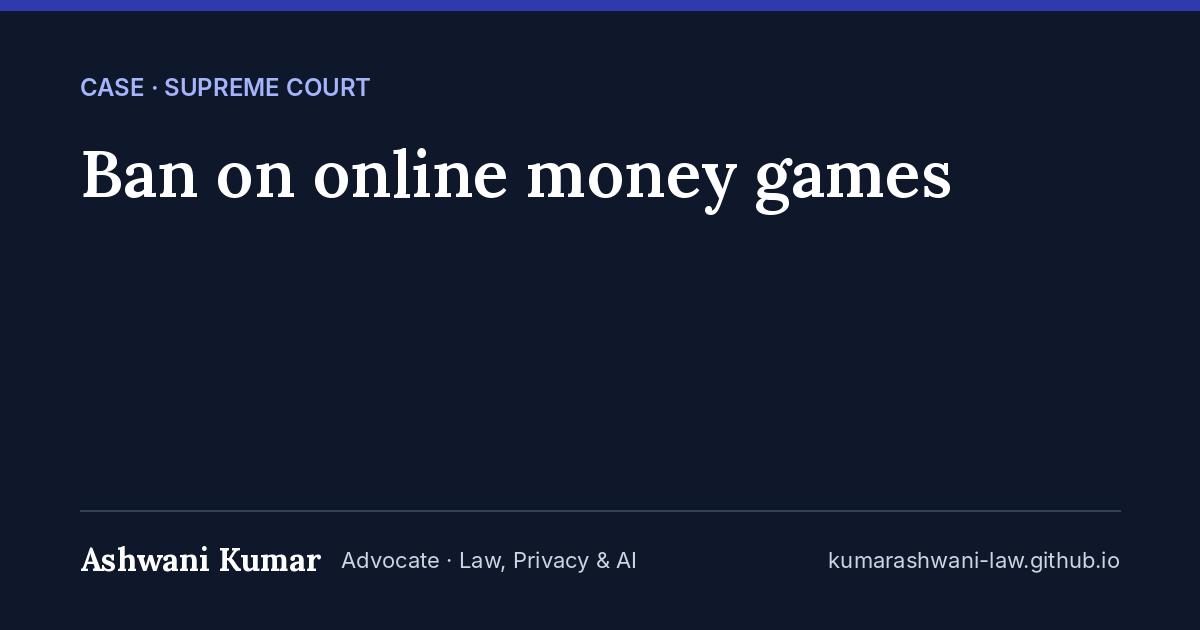 CASE · SUPREME COURT
Ban on online money games
Ashwani Kumar Advocate · Law, Privacy & AI kumarashwani-law.github.io